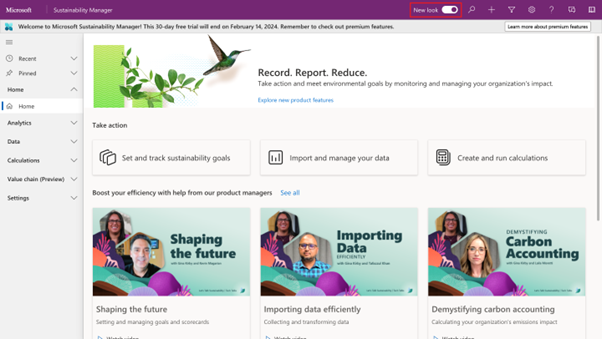 Microsoft Sustainability Manager New look
Welcome to Microsoft Sustainability Manager! This 30-day free trial will end on February 14, 2024. Remember to check out premium features. Learn more about premium features
Recent
Pinned
Home
Home
Analytics
Data
Calculations
Value chain (Preview)
Settings
Record. Report. Reduce.
Take action and meet environmental goals by monitoring and managing your organization's impact.
Explore new product features
Take action
Set and track sustainability goals
Import and manage your data
Create and run calculations
Boost your efficiency with help from our product managers See all
Shaping
the future
Importing
Data
EFFICIENTLY
DEMYSTIFYING
Carbon
Accounting
Shaping the future
Setting and managing goals and scorecards
Importing data efficiently
Collecting and transforming data
Demystifying carbon accounting
Calculating your organization's emissions impact